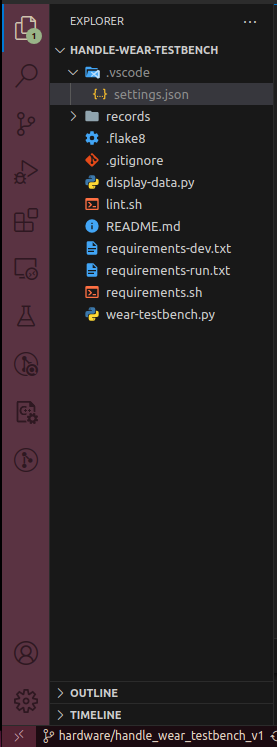 EXPLORER
HANDLE-WEAR-TESTBENCH
.vscode
settings.json
records
.flake8
.gitignore
display-data.py
lint.sh
README.md
requirements-dev.txt
requirements-run.txt
requirements.sh
wear-testbench.py
1
OUTLINE
TIMELINE
hardware/handle_wear_testbench_v1